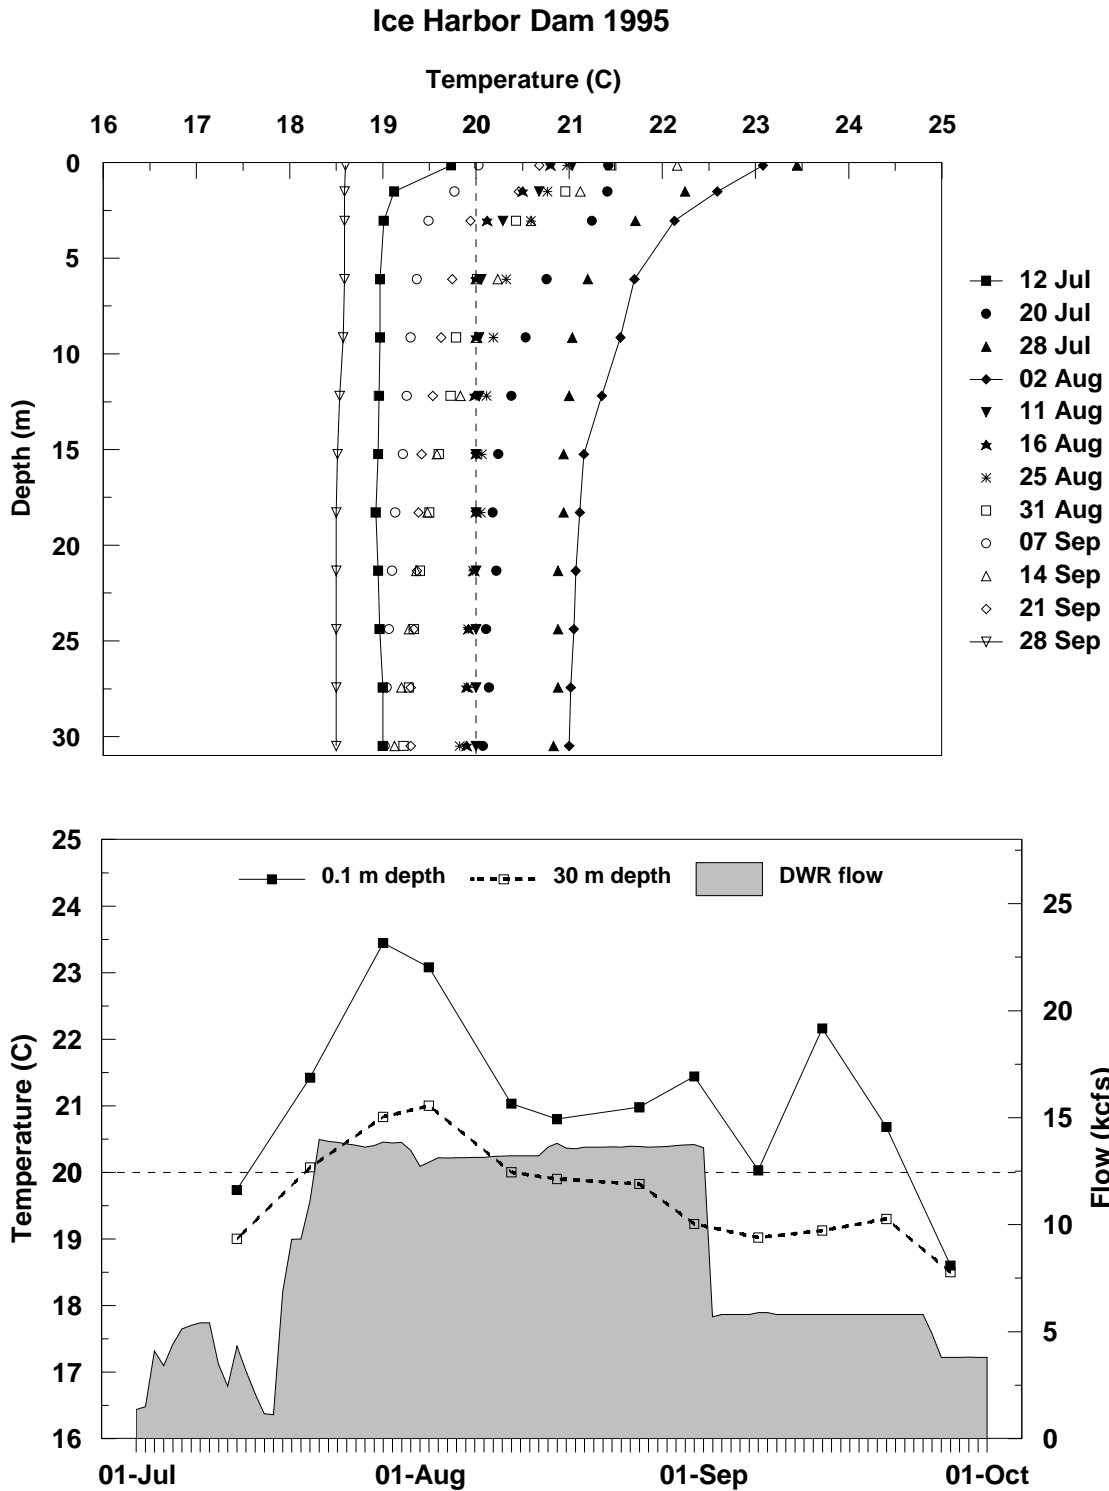 Ice Harbor Dam 1995
Temperature (C)
16 17 18 19 20 21 22 23 24 25
0
5
10
15
20
25
30
Depth (m)
12 Jul
20 Jul
28 Jul
02 Aug
11 Aug
16 Aug
25 Aug
31 Aug
07 Sep
14 Sep
21 Sep
28 Sep
0.1 m depth 30 m depth DWR flow
25
24
23
22
21
20
19
18
17
16
Temperature (C)
25
20
15
10
5
0
Flow (kcfs)
01-Jul 01-Aug 01-Sep 01-Oct